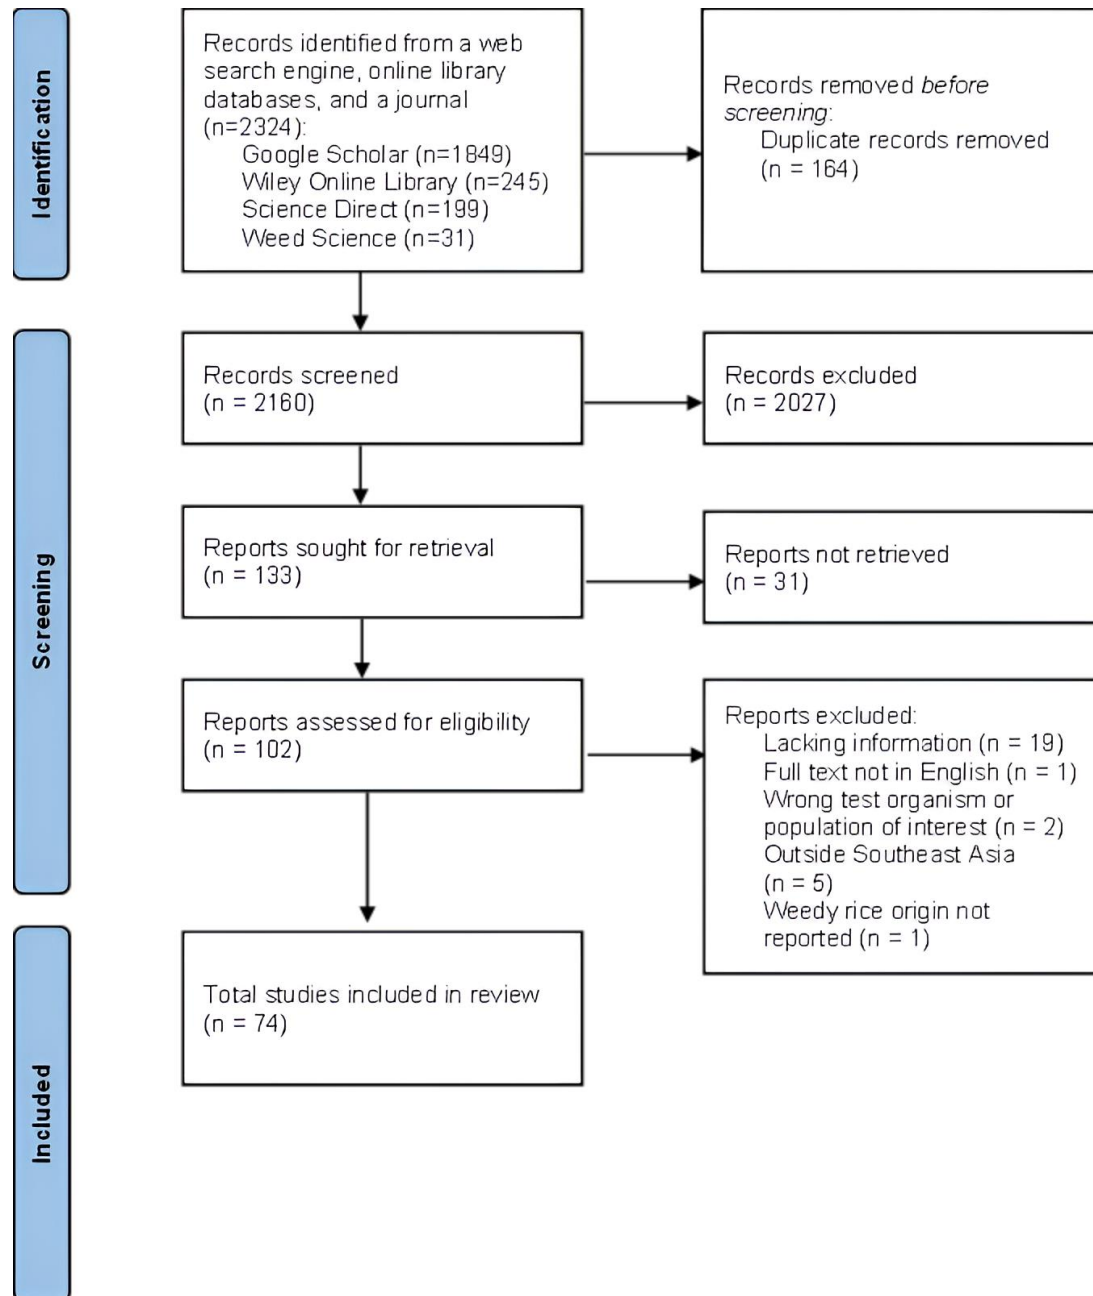 Identification
Records identified from a web
search engine, online library
databases, and a journal
(n=2324):
Google Scholar (n=1849)
Wiley Online Library (n=245)
Science Direct (n=199)
Weed Science (n=31)
Records removed before
screening:
Duplicate records removed
(n = 164)
Screening
Records screened
(n = 2160)
Records excluded
(n = 2027)
Reports sought for retrieval
(n = 133)
Reports not retrieved
(n = 31)
Reports assessed for eligibility
(n = 102)
Reports excluded:
Lacking information (n = 19)
Full text not in English (n = 1)
Wrong test organism or
population of interest (n = 2)
Outside Southeast Asia
(n = 5)
Weedy rice origin not
reported (n = 1)
Included
Total studies included in review
(n = 74)